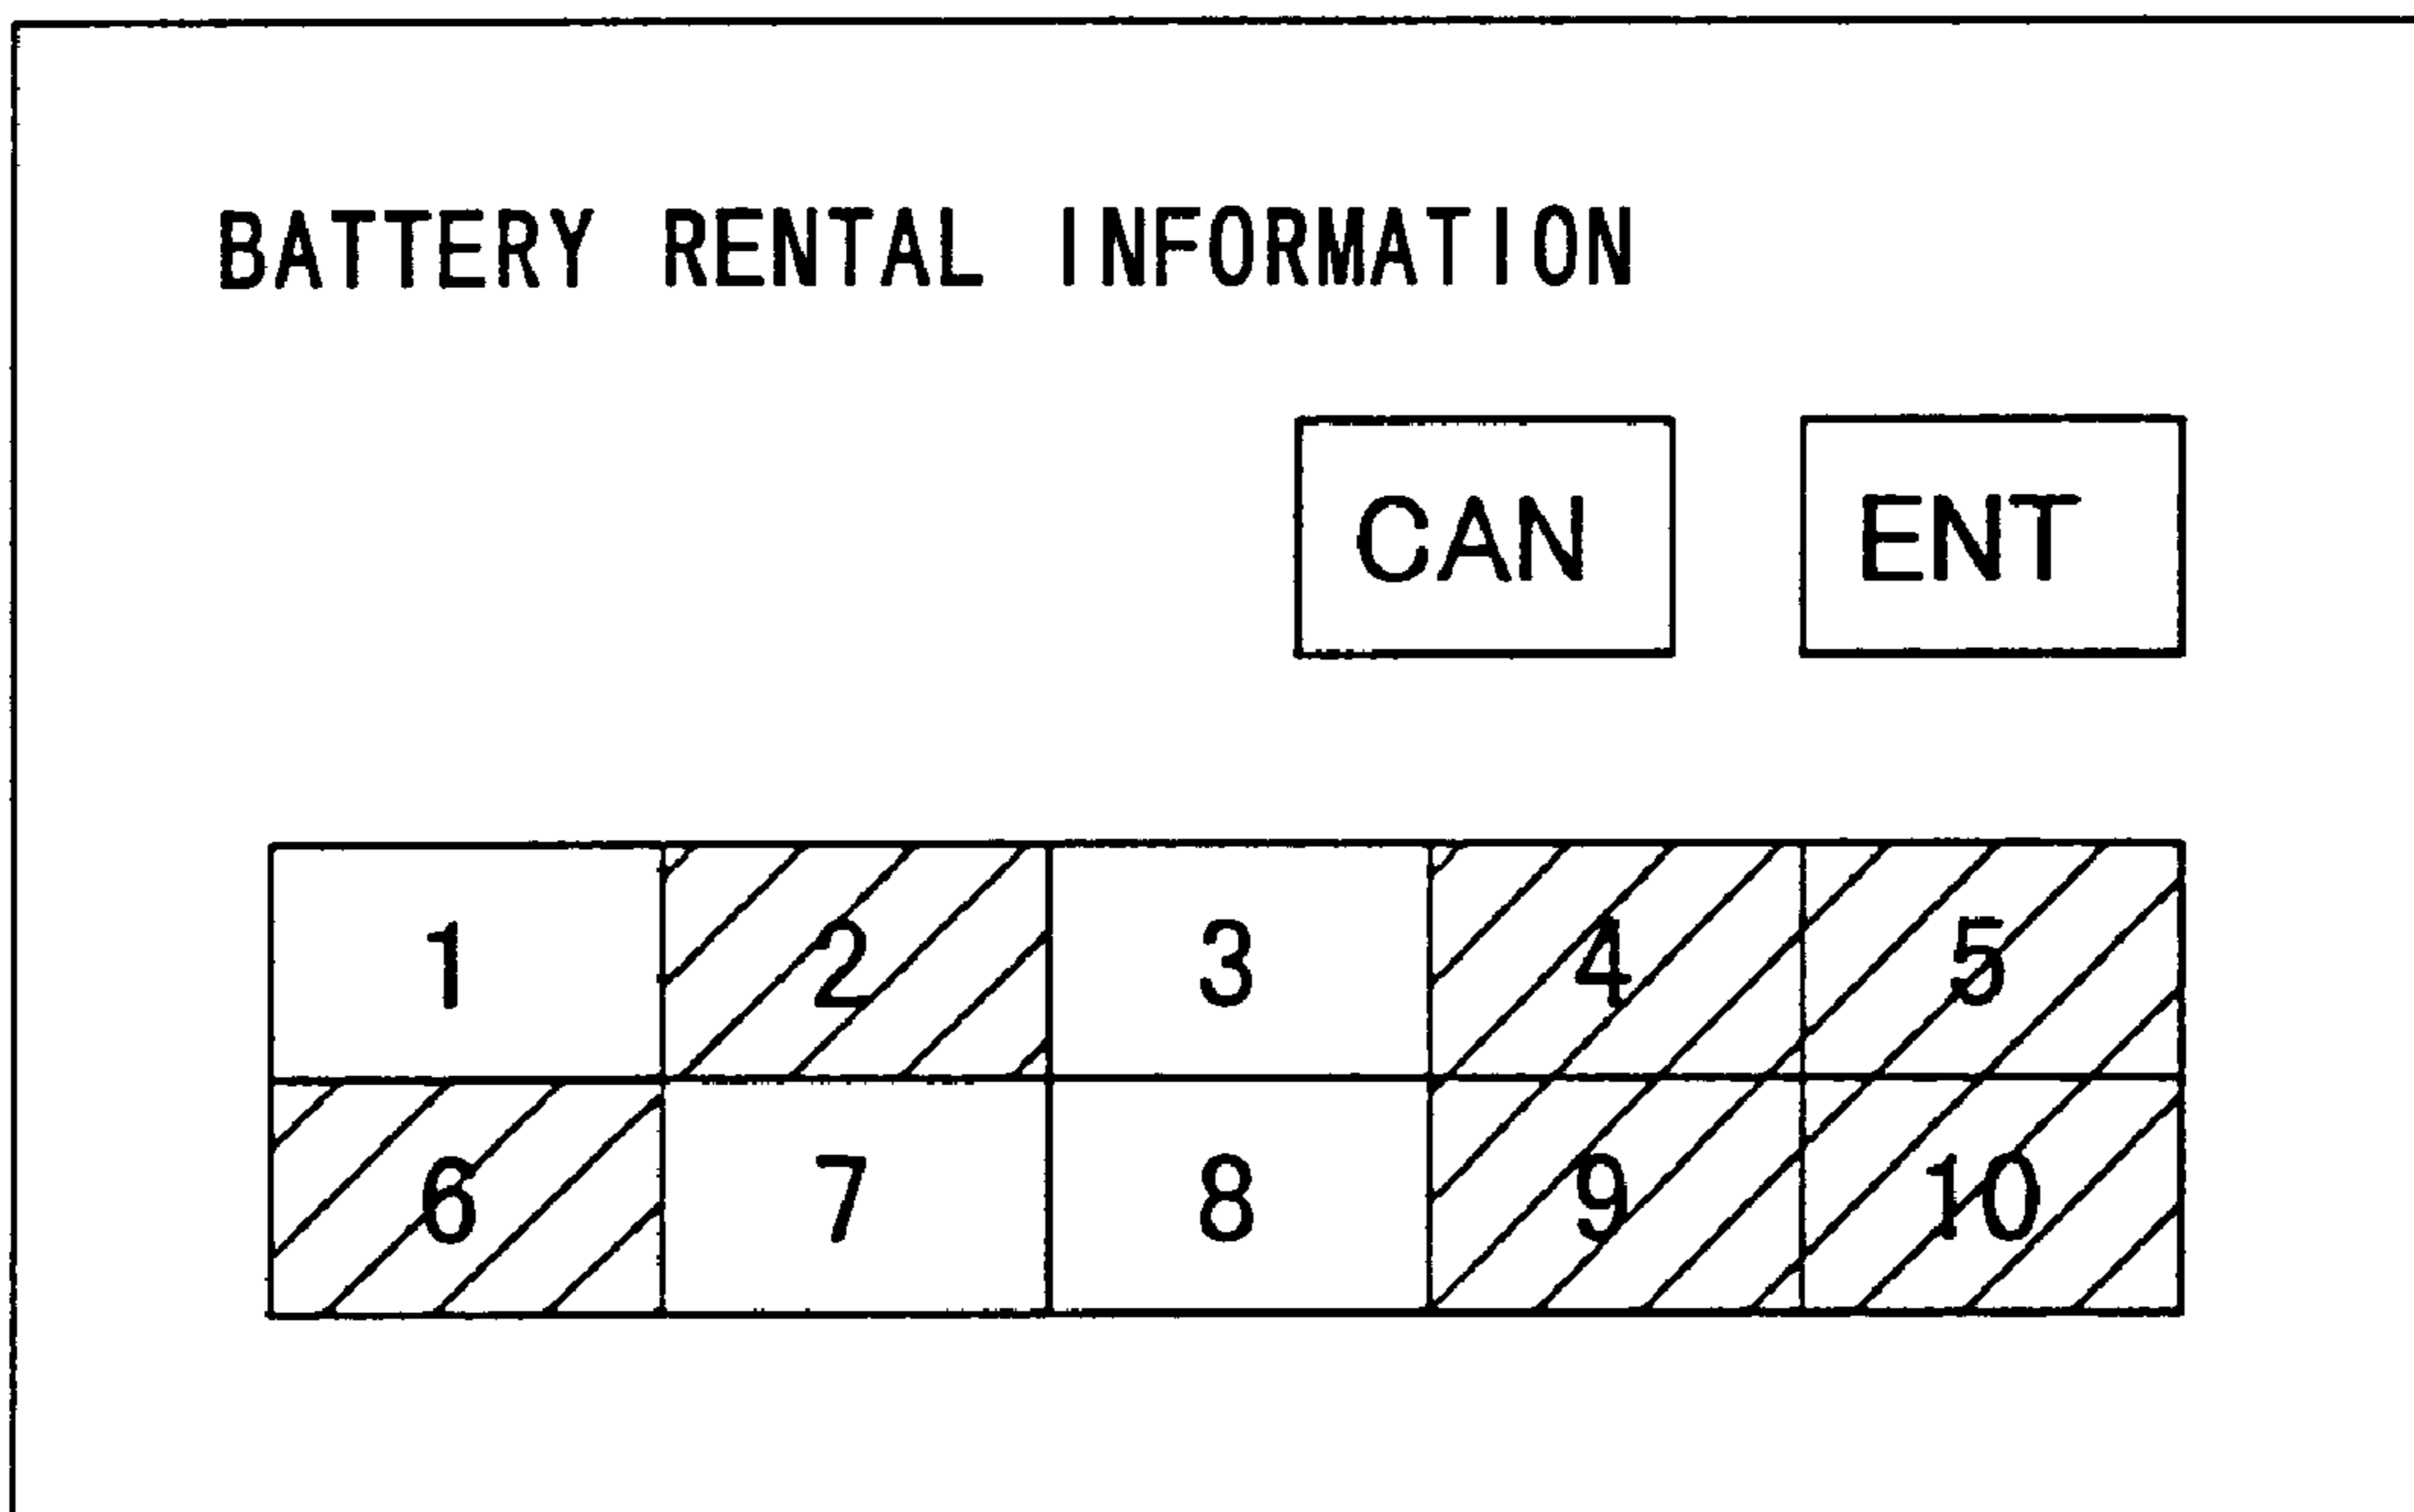 BATTERY RENTAL INFORMATION
CAN ENT
1 2 3 4 5
6 7 8 9 10